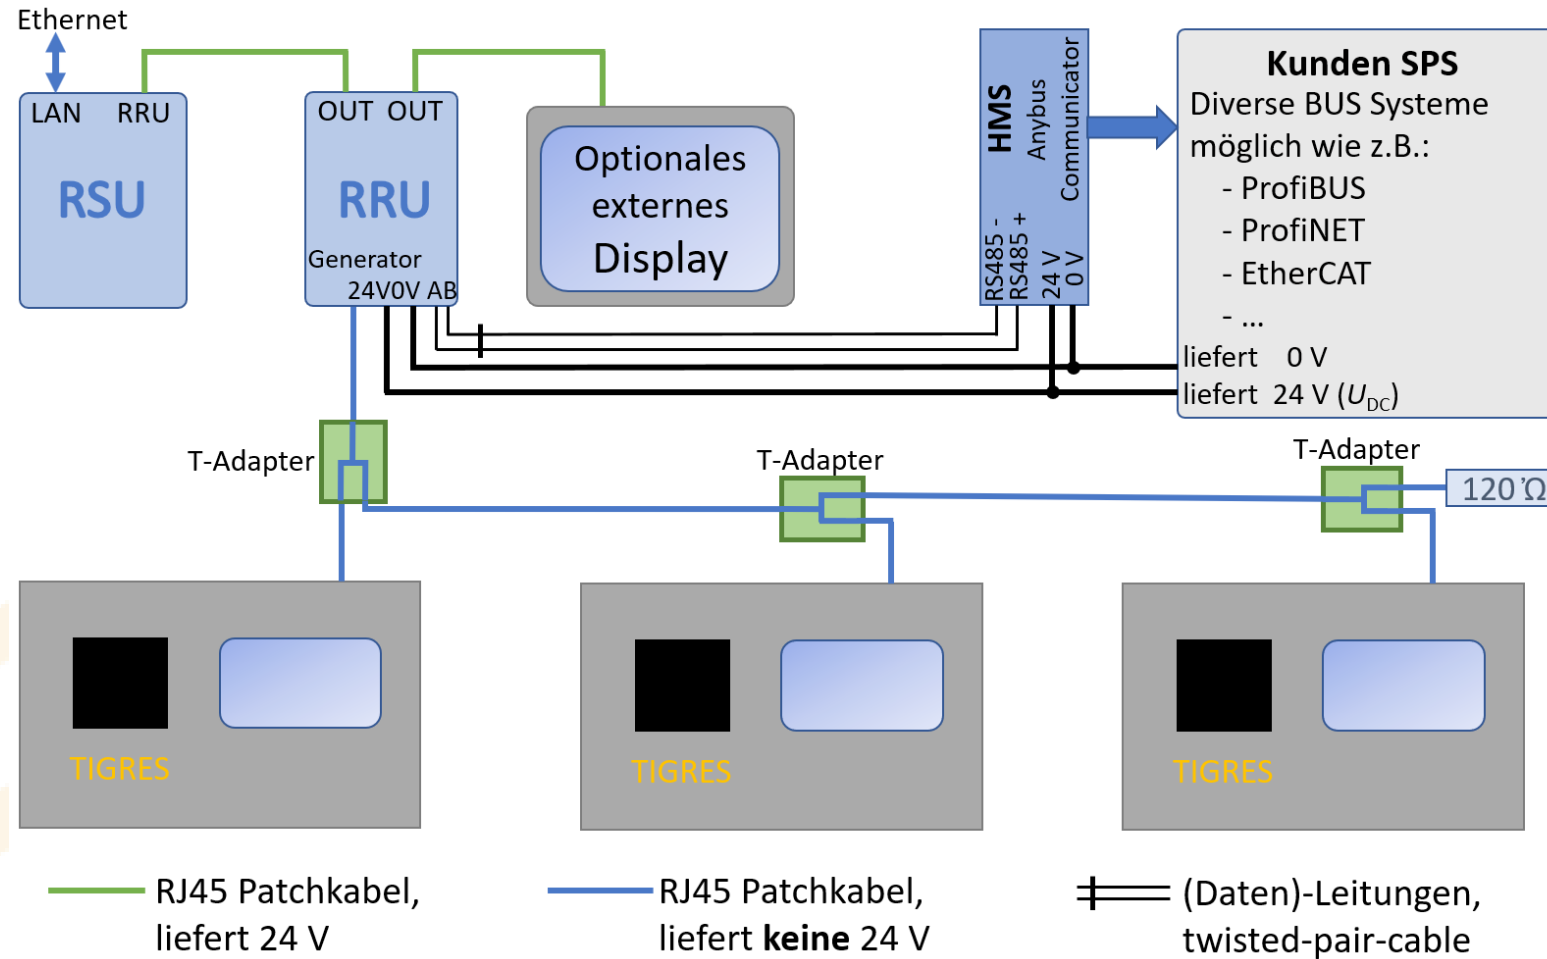 Ethernet
LAN RRU
RSU
OUT OUT
RRU
Generator
24V0V AB
Optionales
externes
Display
HMS
Anybus
Communicator
RS485 -
RS485 +
24 V
0 V
Kunden SPS
Diverse BUS Systeme
möglich wie z.B.:
- ProfiBUS
- ProfiNET
- EtherCAT
- ...
liefert 0 V
liefert 24 V (UDC)
T-Adapter
T-Adapter
T-Adapter
120 Ω
TIGRES
TIGRES
TIGRES
RJ45 Patchkabel,
liefert 24 V
RJ45 Patchkabel,
liefert keine 24 V
(Daten)-Leitungen,
twisted-pair-cable